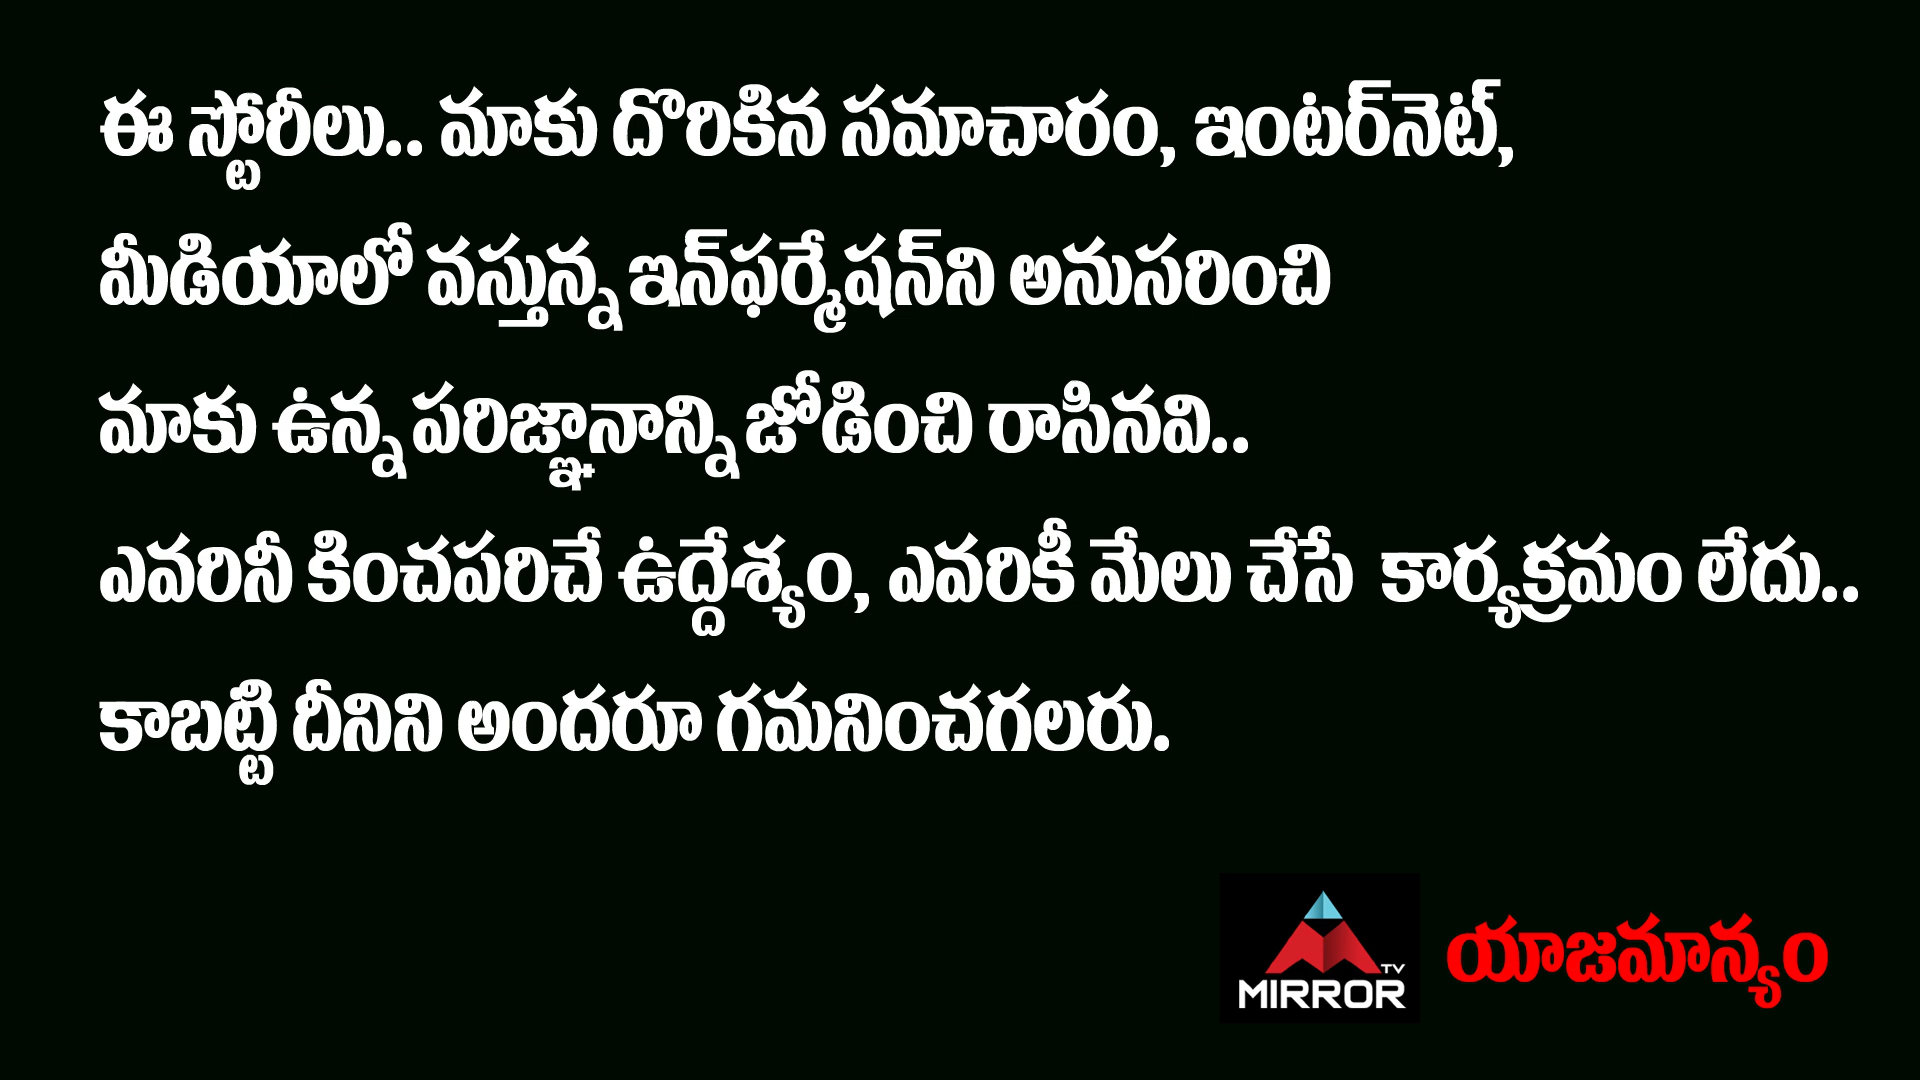 ఈ స్టోరీలు.. మాకు దొరికిన సమాచారం, ఇంటర్‌నెట్,
మీడియాలో వస్తున్న ఇన్‌ఫర్మేషన్‌ని అనుసరించి
మాకు ఉన్న పరిజ్ఞానాన్ని జోడించి రాసినవి..
ఎవరినీ కించపరిచే ఉద్దేశ్యం, ఎవరికీ మేలు చేసే కార్యక్రమం లేదు..
కాబట్టి దీనిని అందరూ గమనించగలరు.
TV
MIRROR
యాజమాన్యం